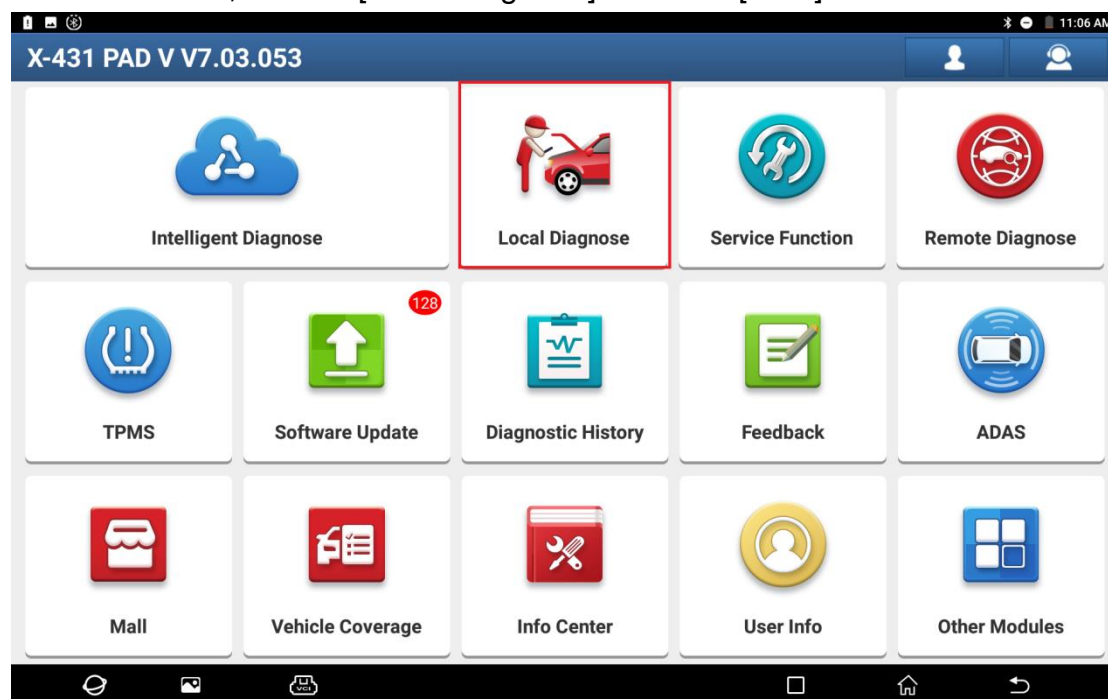 11:06 AM
X-431 PAD V V7.03.053
Intelligent Diagnose
Local Diagnose
Service Function
Remote Diagnose
128
TPMS
Software Update
Diagnostic History
Feedback
ADAS
Mall
Vehicle Coverage
Info Center
User Info
Other Modules
VCI